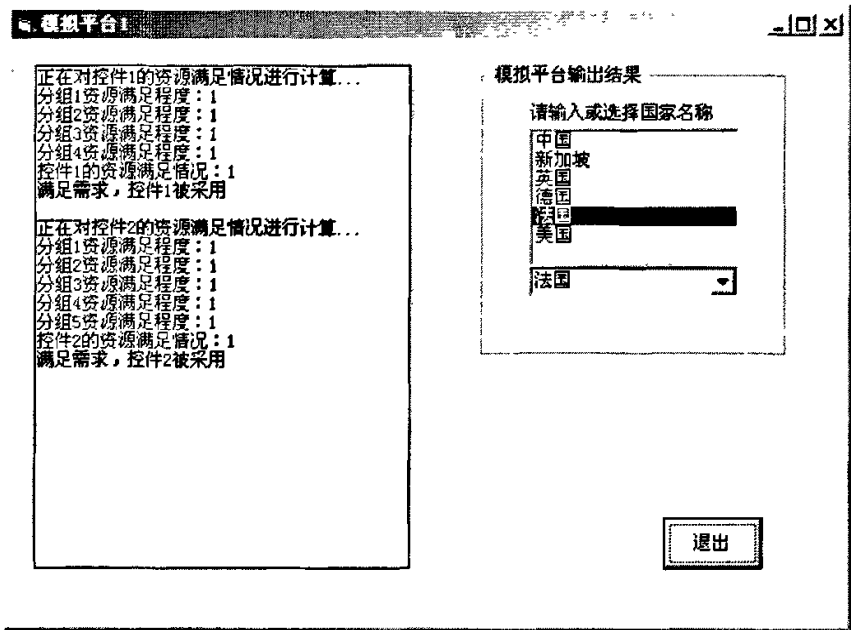 模拟平台1
正在对控件1的资源满足情况进行计算...
分组1资源满足程度：1
分组2资源满足程度：1
分组3资源满足程度：1
分组4资源满足程度：1
控件1的资源满足情况：1
满足需求，控件1被采用
正在对控件2的资源满足情况进行计算...
分组1资源满足程度：1
分组2资源满足程度：1
分组3资源满足程度：1
分组4资源满足程度：1
分组5资源满足程度：1
控件2的资源满足情况：1
满足需求，控件2被采用
模拟平台输出结果
请输入或选择国家名称
中国
新加坡
英国
德国
法国
美国
法国
退出